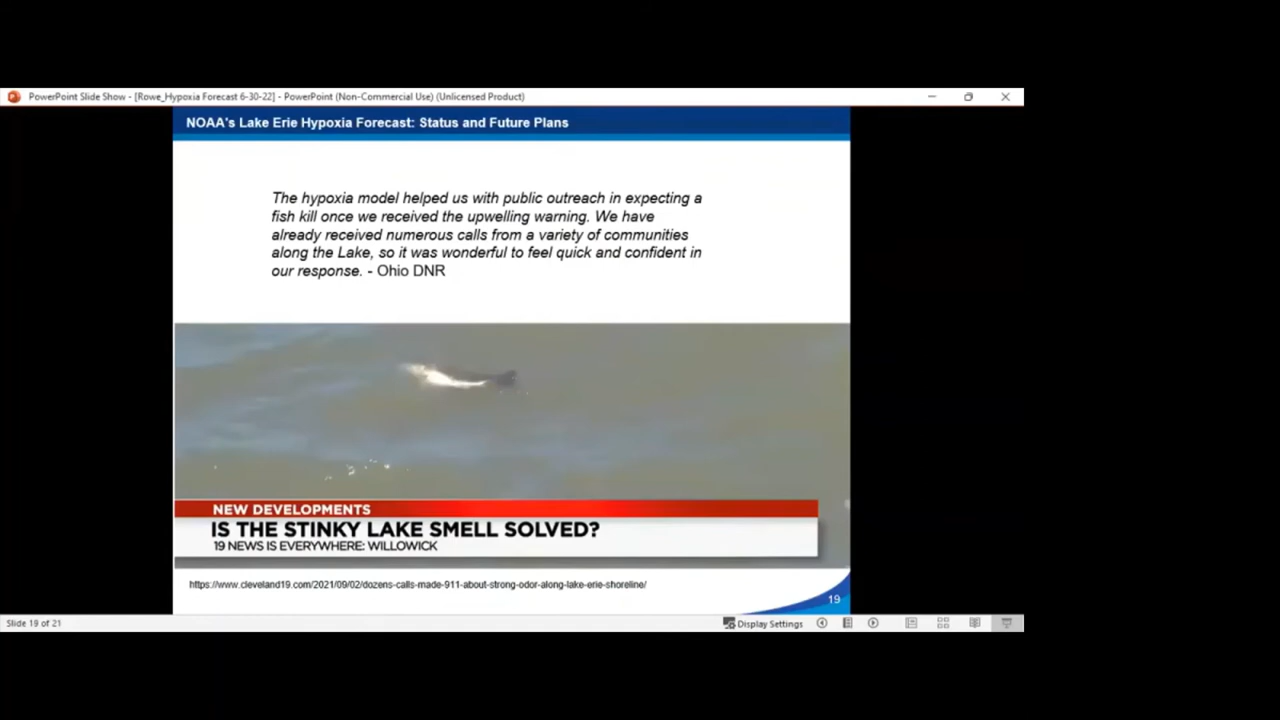 PowerPoint Slide Show - [Rowe_Hypoxia Forecast 6-30-22] - PowerPoint (Non-Commercial Use) (Unlicensed Product)
NOAA's Lake Erie Hypoxia Forecast: Status and Future Plans
The hypoxia model helped us with public outreach in expecting a
fish kill once we received the upwelling warning. We have
already received numerous calls from a variety of communities
along the Lake, so it was wonderful to feel quick and confident in
our response. - Ohio DNR
NEW DEVELOPMENTS
IS THE STINKY LAKE SMELL SOLVED?
19 NEWS IS EVERYWHERE: WILLOWICK
https://www.cleveland19.com/2021/09/02/dozens-calls-made-911-about-strong-odor-along-lake-erie-shoreline/
19
Slide 19 of 21
Display Settings